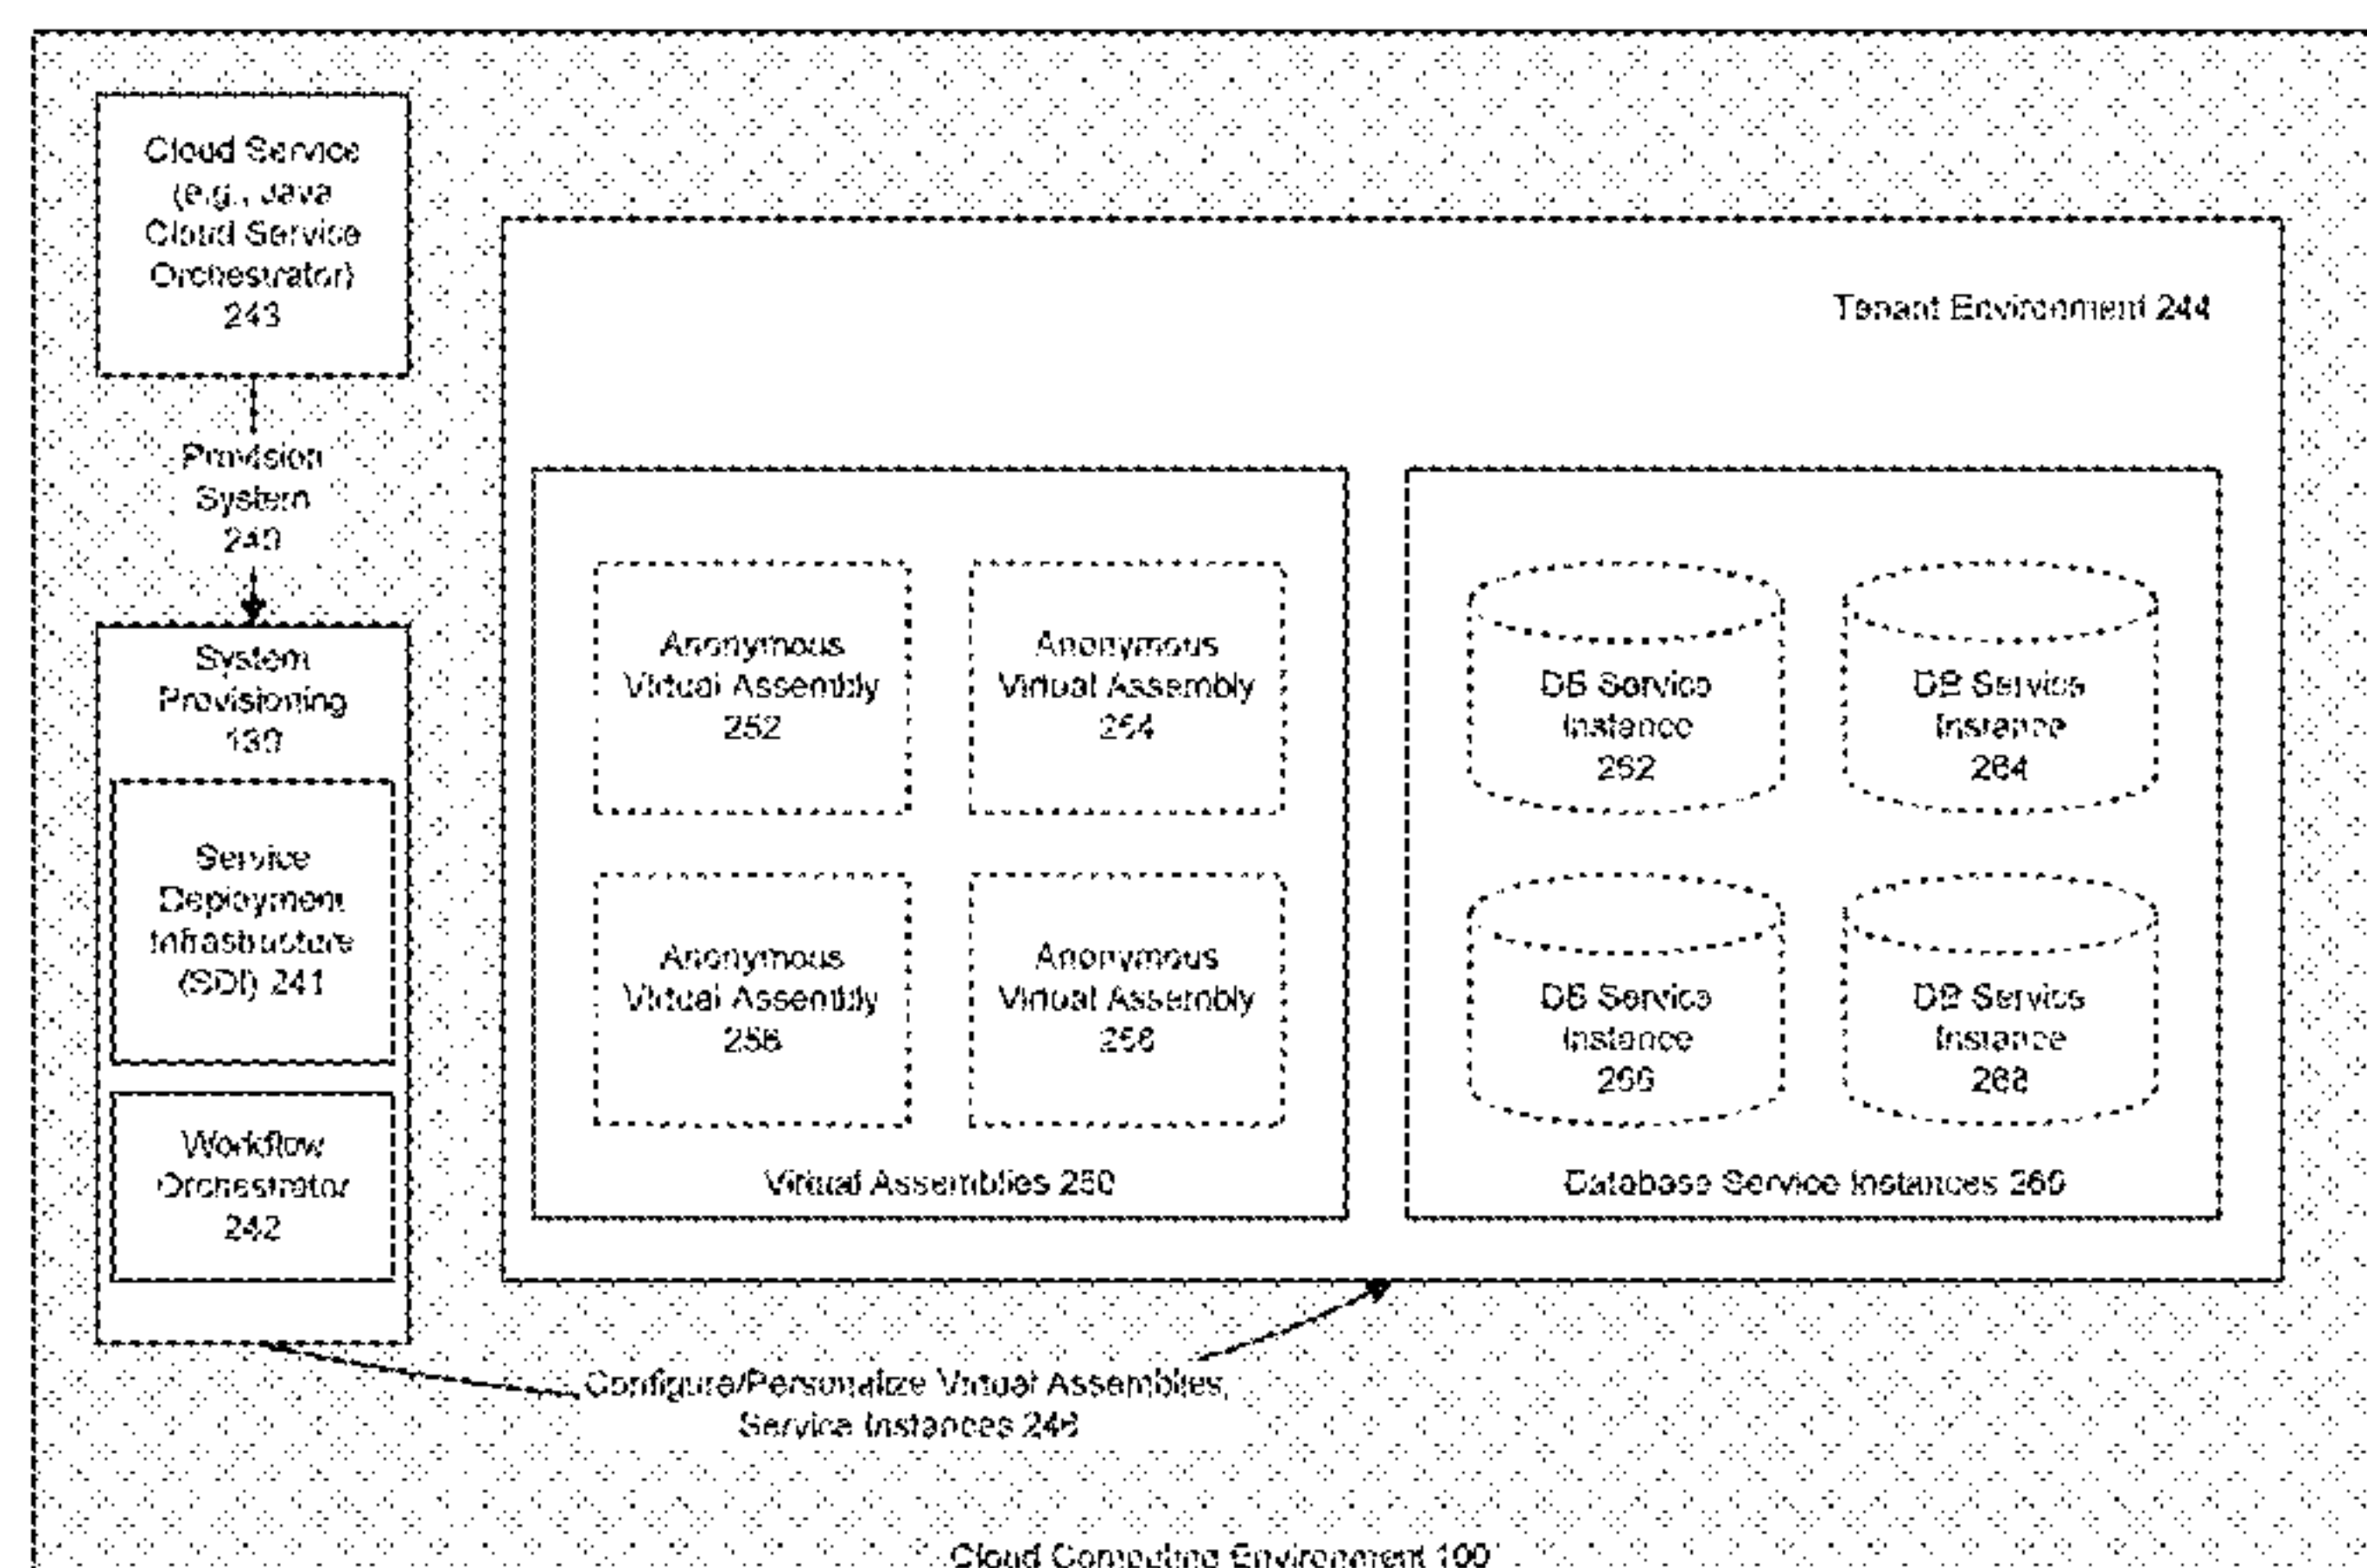 Cloud Service
(e.g., Java
Cloud Service
Orchestrator)
243
Provision
System
240
System
Provisioning
130
Service
Deployment
Infrastructure
(SDI) 241
Workflow
Orchestrator
242
Tenant Environment 244
Anonymous
Virtual Assembly
252
Anonymous
Virtual Assembly
254
Anonymous
Virtual Assembly
256
Anonymous
Virtual Assembly
258
Virtual Assemblies 250
DB Service
Instance
262
DB Service
Instance
264
DB Service
Instance
266
DB Service
Instance
268
Database Service Instances 260
Configure/Personalize Virtual Assemblies,
Service Instances 246
Cloud Computing Environment 100